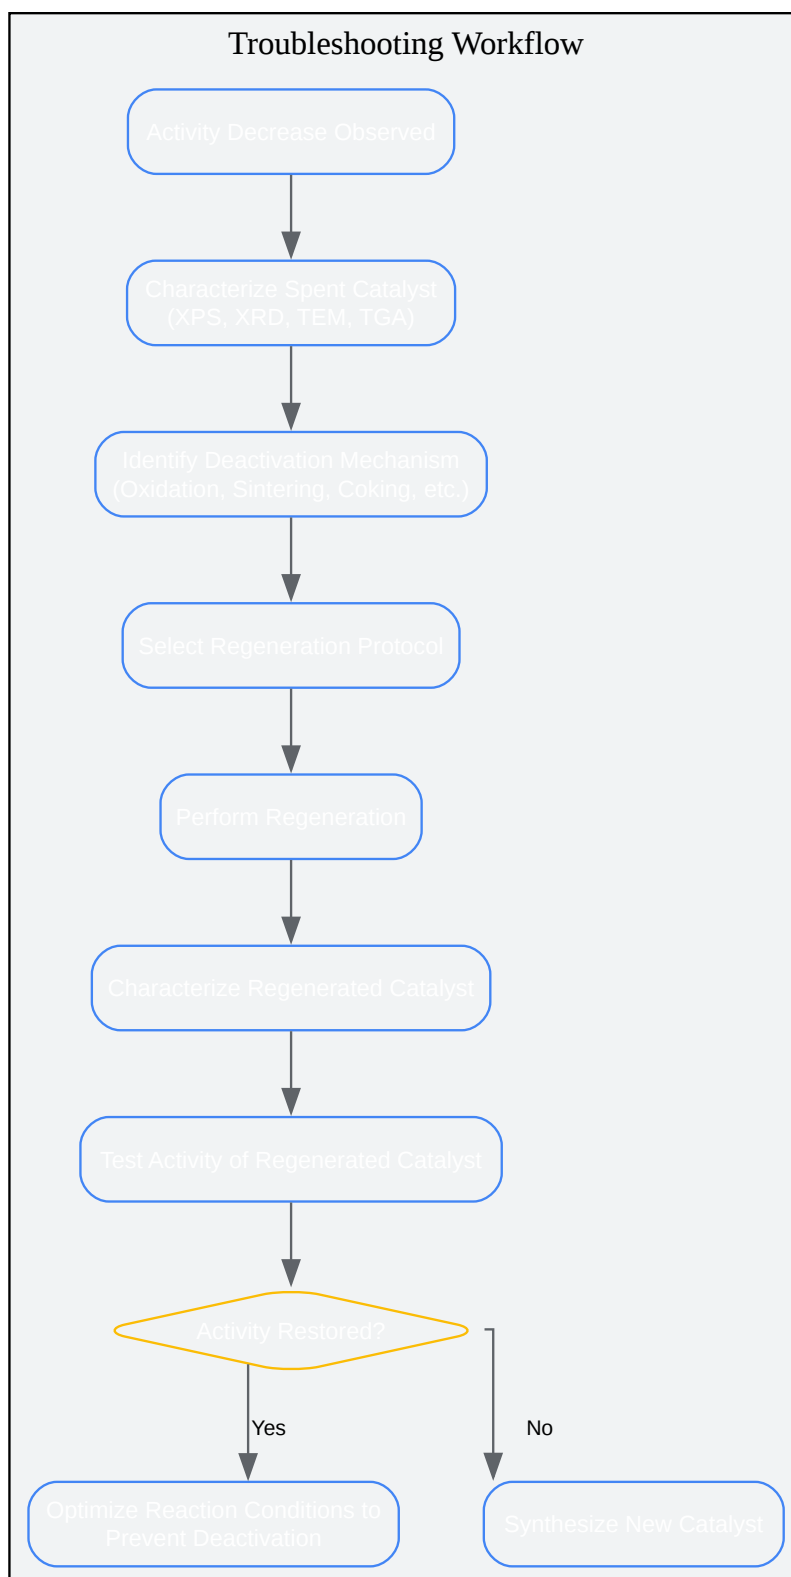 Troubleshooting Workflow
Activity Decrease Observed
Characterize Spent Catalyst
(XPS, XRD, TEM, TGA)
Identify Deactivation Mechanism
(Oxidation, Sintering, Coking, etc.)
Select Regeneration Protocol
Perform Regeneration
Characterize Regenerated Catalyst
Test Activity of Regenerated Catalyst
Activity Restored?
Yes
No
Optimize Reaction Conditions to
Prevent Deactivation
Synthesize New Catalyst